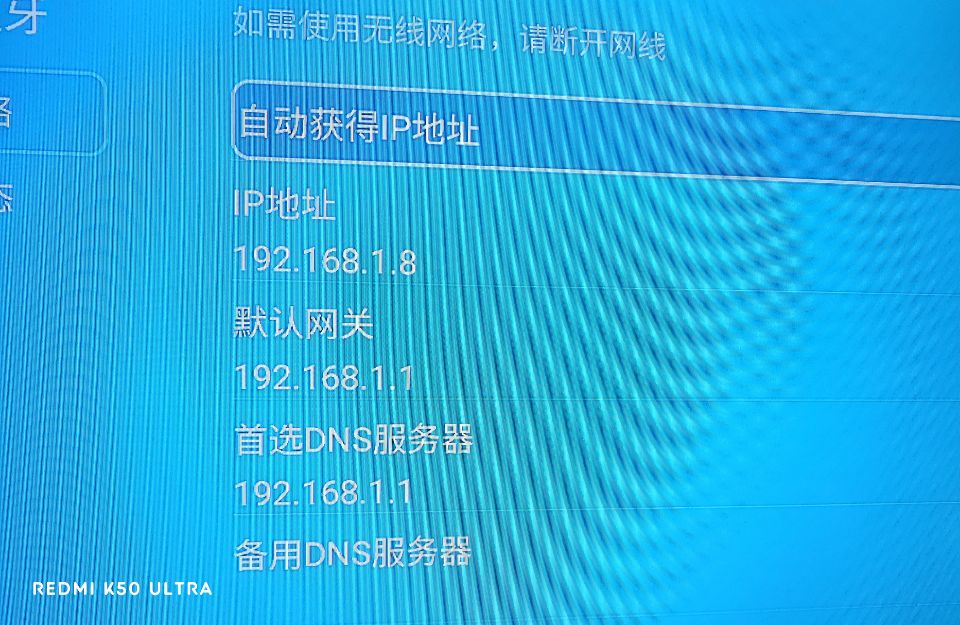 牙
如需使用无线网络，请断开网线
络
自动获得IP地址
态
IP地址
192.168.1.8
默认网关
192.168.1.1
首选DNS服务器
192.168.1.1
备用DNS服务器
REDMI K50 ULTRA